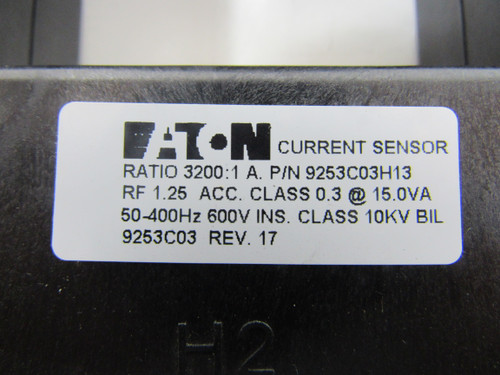 EATON CURRENT SENSOR
RATIO 3200:1 A. P/N 9253C03H13
RF 1.25 ACC. CLASS 0.3 @ 15.0VA
50-400Hz 600V INS. CLASS 10KV BIL
9253C03 REV. 17
H2